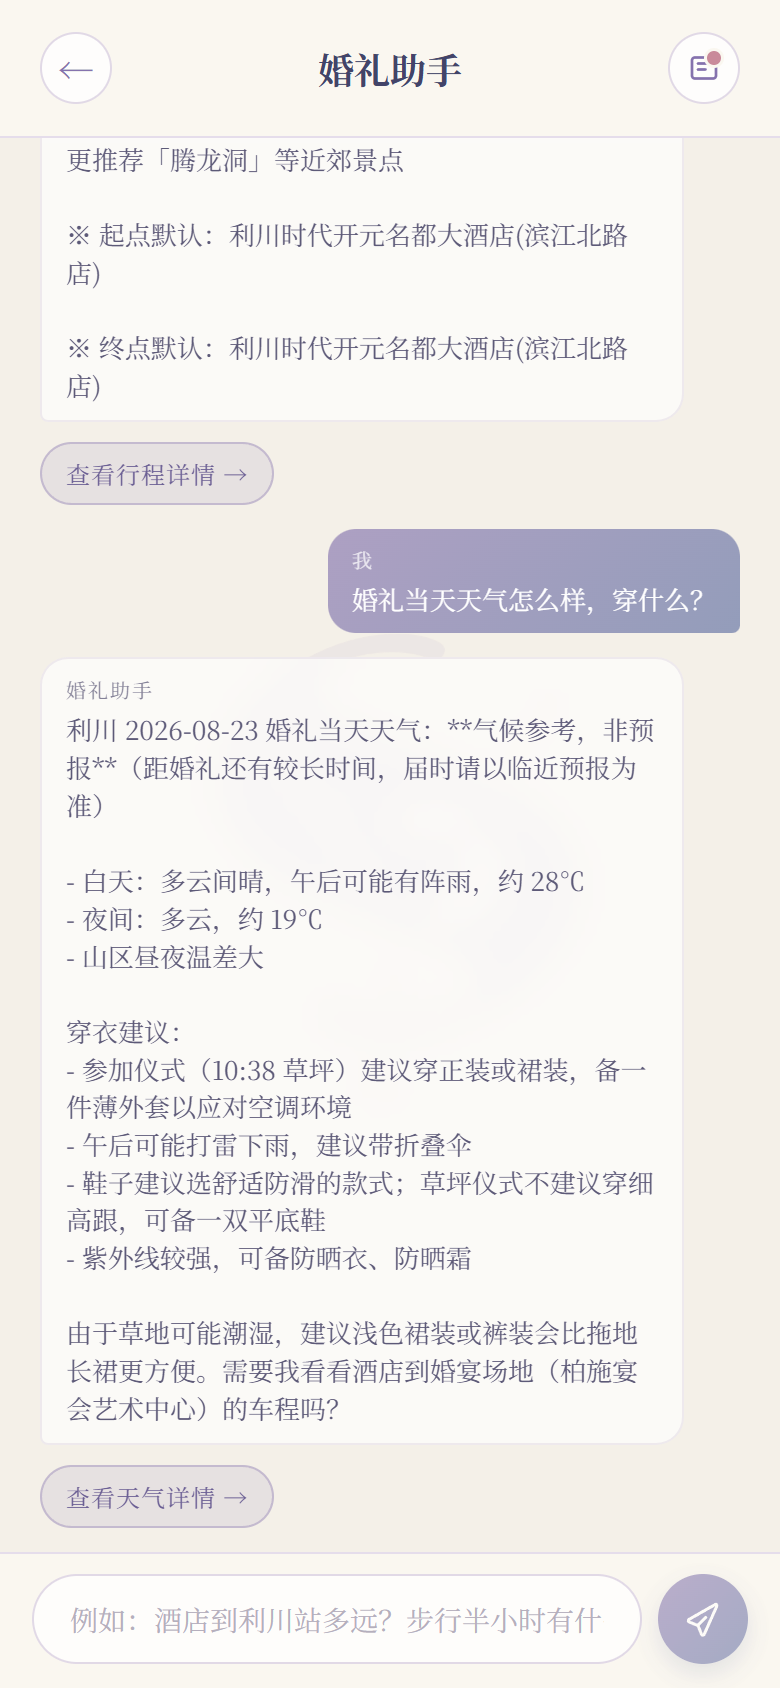 婚礼助手
更推荐「腾龙洞」等近郊景点
※ 起点默认：利川时代开元名都大酒店(滨江北路
店)
※ 终点默认：利川时代开元名都大酒店(滨江北路
店)
查看行程详情 →
我
婚礼当天天气怎么样，穿什么？
婚礼助手
利川 2026-08-23 婚礼当天天气：**气候参考，非预
报**（距婚礼还有较长时间，届时请以临近预报为
准）
- 白天：多云间晴，午后可能有阵雨，约 28℃
- 夜间：多云，约 19℃
- 山区昼夜温差大
穿衣建议：
- 参加仪式（10:38 草坪）建议穿正装或裙装，备一
件薄外套以应对空调环境
- 午后可能打雷下雨，建议带折叠伞
- 鞋子建议选舒适防滑的款式；草坪仪式不建议穿细
高跟，可备一双平底鞋
- 紫外线较强，可备防晒衣、防晒霜
由于草地可能潮湿，建议浅色裙装或裤装会比拖地
长裙更方便。需要我看看酒店到婚宴场地（柏施宴
会艺术中心）的车程吗？
查看天气详情 →
例如：酒店到利川站多远？步行半小时有什